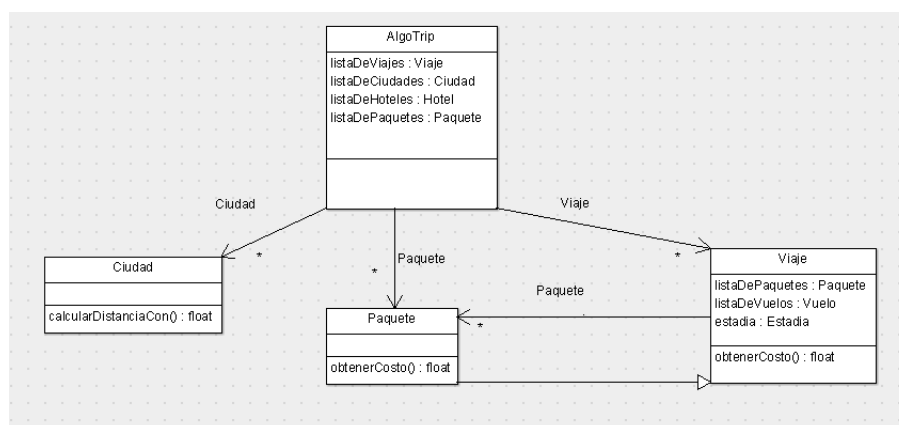 AlgoTrip
listaDeViajes : Viaje
listaDeCiudades : Ciudad
listaDeHoteles : Hotel
listaDePaquetes : Paquete
Ciudad
Viaje
*
Paquete
*
*
Ciudad
calcularDistanciaCon() : float
Paquete
obtenerCosto() : float
Paquete
*
Viaje
listaDePaquetes : Paquete
listaDeVuelos : Vuelo
estadia : Estadia
obtenerCosto() : float